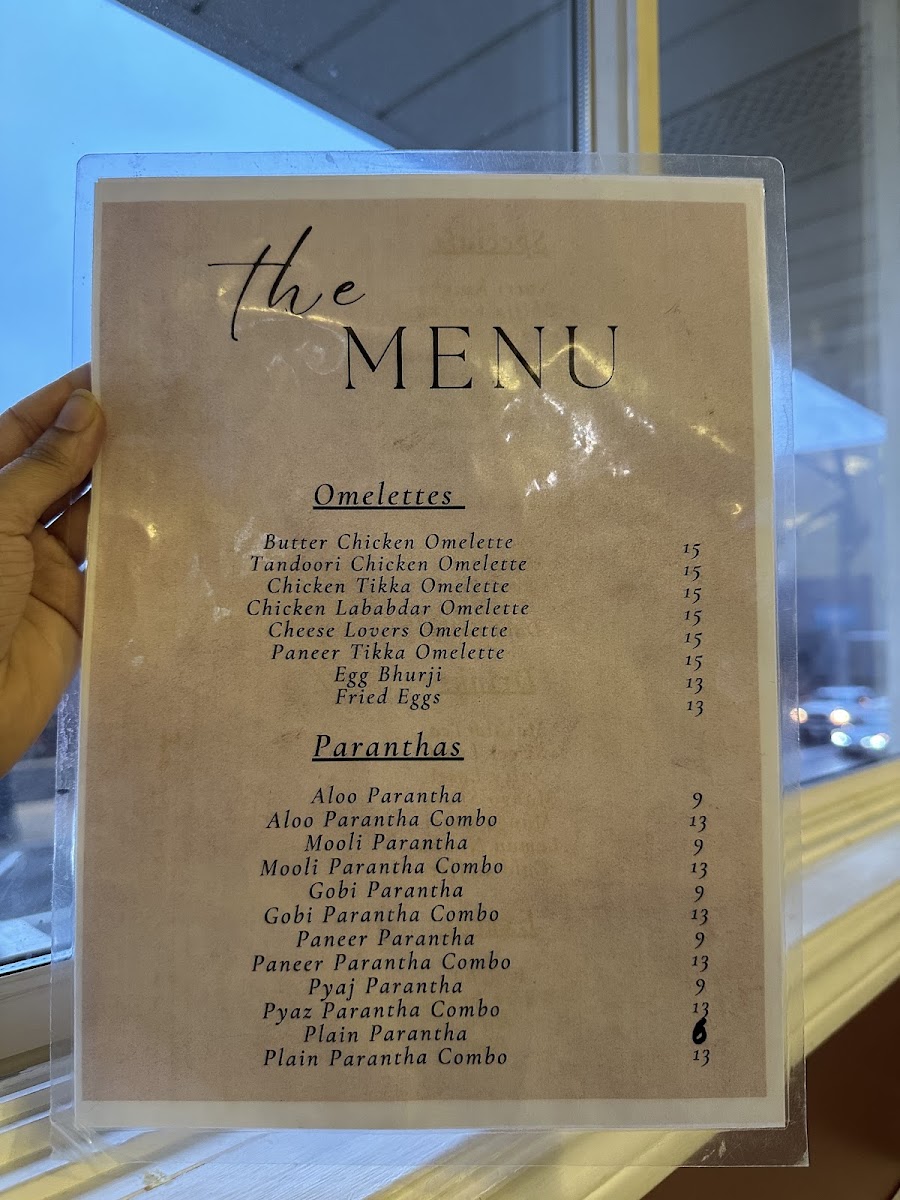 the
MENU
Omelettes
Butter Chicken Omelette 15
Tandoori Chicken Omelette 15
Chicken Tikka Omelette 15
Chicken Lababdar Omelette 15
Cheese Lovers Omelette 15
Paneer Tikka Omelette 15
Egg Bhurji 13
Fried Eggs 13
Paranthas
Aloo Parantha 9
Aloo Parantha Combo 13
Mooli Parantha 9
Mooli Parantha Combo 13
Gobi Parantha 9
Gobi Parantha Combo 13
Paneer Parantha 9
Paneer Parantha Combo 13
Pyaj Parantha 9
Pyaz Parantha Combo 13
Plain Parantha 6
Plain Parantha Combo 13